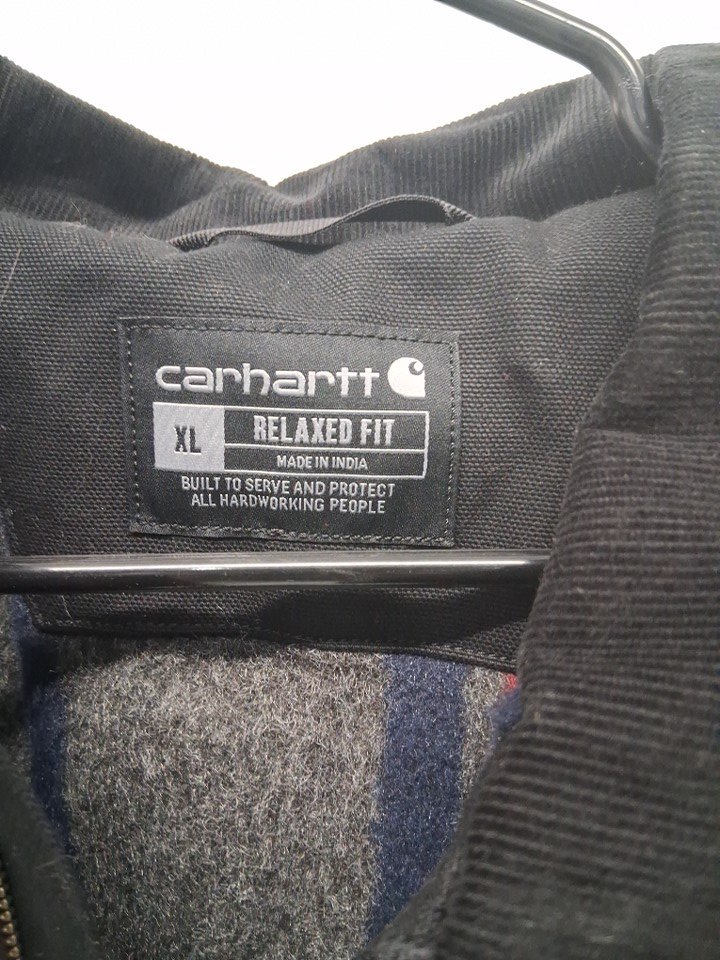 carhartt
XL
RELAXED FIT
MADE IN INDIA
BUILT TO SERVE AND PROTECT
ALL HARDWORKING PEOPLE